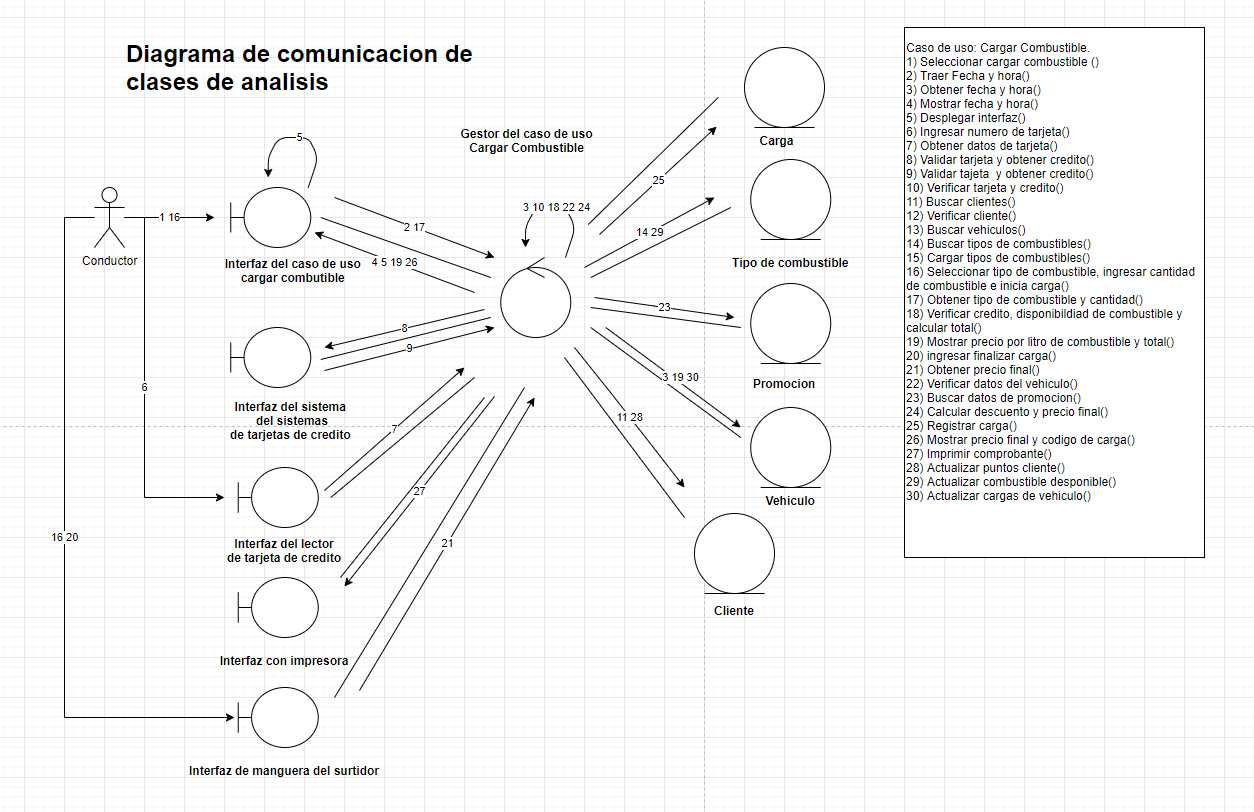 Diagrama de comunicacion de
clases de analisis
5
1 16
Conductor
Interfaz del caso de uso
cargar combutible
2 17
4 5 19 26
Gestor del caso de uso
Cargar Combustible
3 10 18 22 24
25
Carga
14 29
Tipo de combustible
23
Promocion
3 19 30
Vehiculo
11 28
Cliente
8
9
Interfaz del sistema
del sistemas
de tarjetas de credito
6
7
Interfaz del lector
de tarjeta de credito
27
16 20
21
Interfaz con impresora
Interfaz de manguera del surtidor
Caso de uso: Cargar Combustible.
1) Seleccionar cargar combustible ()
2) Traer Fecha y hora()
3) Obtener fecha y hora()
4) Mostrar fecha y hora()
5) Desplegar interfaz()
6) Ingresar numero de tarjeta()
7) Obtener datos de tarjeta()
8) Validar tarjeta y obtener credito()
9) Validar tajeta  y obtener credito()
10) Verificar tarjeta y credito()
11) Buscar clientes()
12) Verificar cliente()
13) Buscar vehiculos()
14) Buscar tipos de combustibles()
15) Cargar tipos de combustibles()
16) Seleccionar tipo de combustible, ingresar cantidad
de combustible e inicia carga()
17) Obtener tipo de combustible y cantidad()
18) Verificar credito, disponibildiad de combustible y
calcular total()
19) Mostrar precio por litro de combustible y total()
20) ingresar finalizar carga()
21) Obtener precio final()
22) Verificar datos del vehiculo()
23) Buscar datos de promocion()
24) Calcular descuento y precio final()
25) Registrar carga()
26) Mostrar precio final y codigo de carga()
27) Imprimir comprobante()
28) Actualizar puntos cliente()
29) Actualizar combustible desponible()
30) Actualizar cargas de vehiculo()